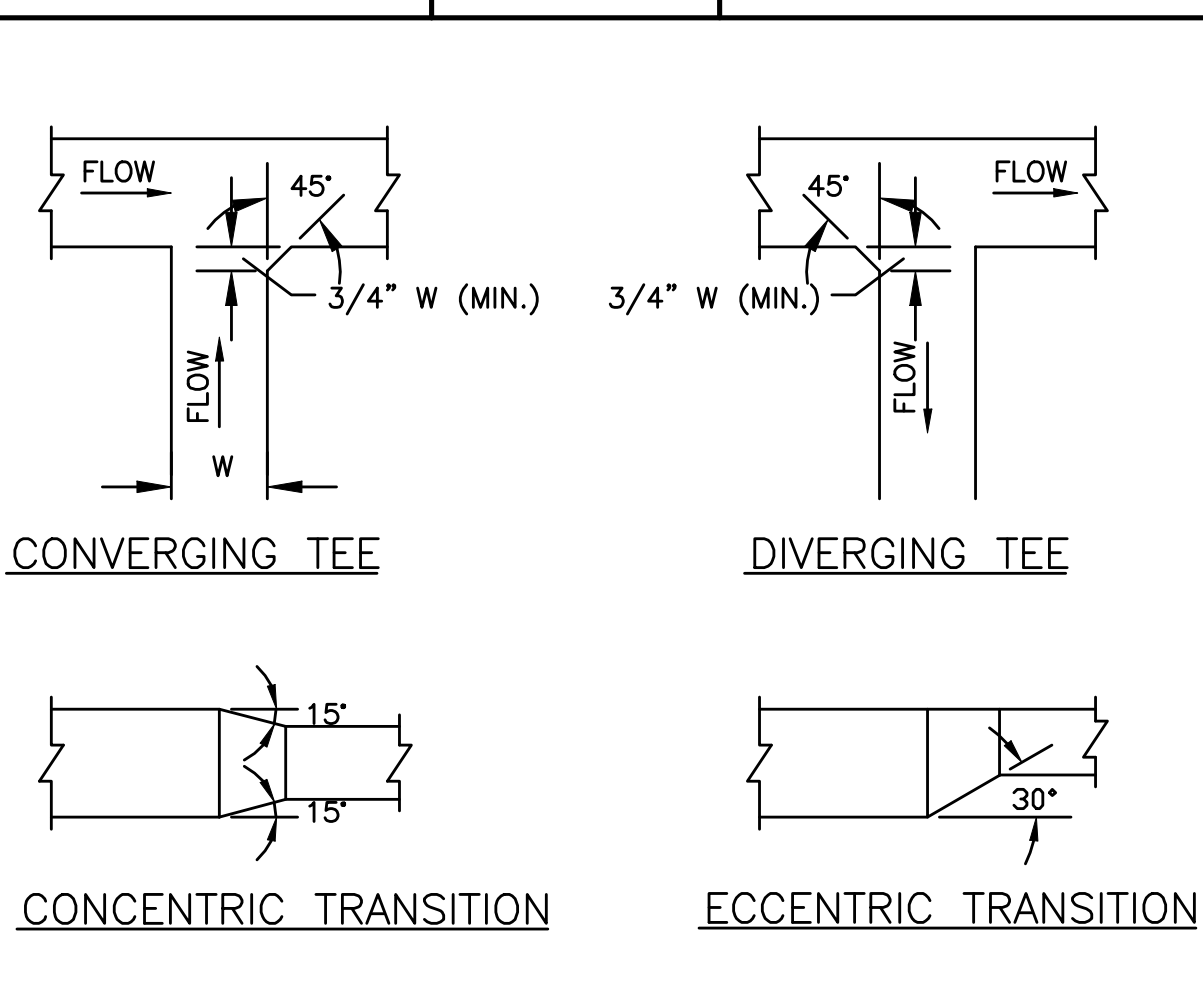 FLOW
45°
3/4" W (MIN.)
FLOW
W
CONVERGING TEE
45°
FLOW
3/4" W (MIN.)
FLOW
DIVERGING TEE
15°
15°
CONCENTRIC TRANSITION
30°
ECCENTRIC TRANSITION